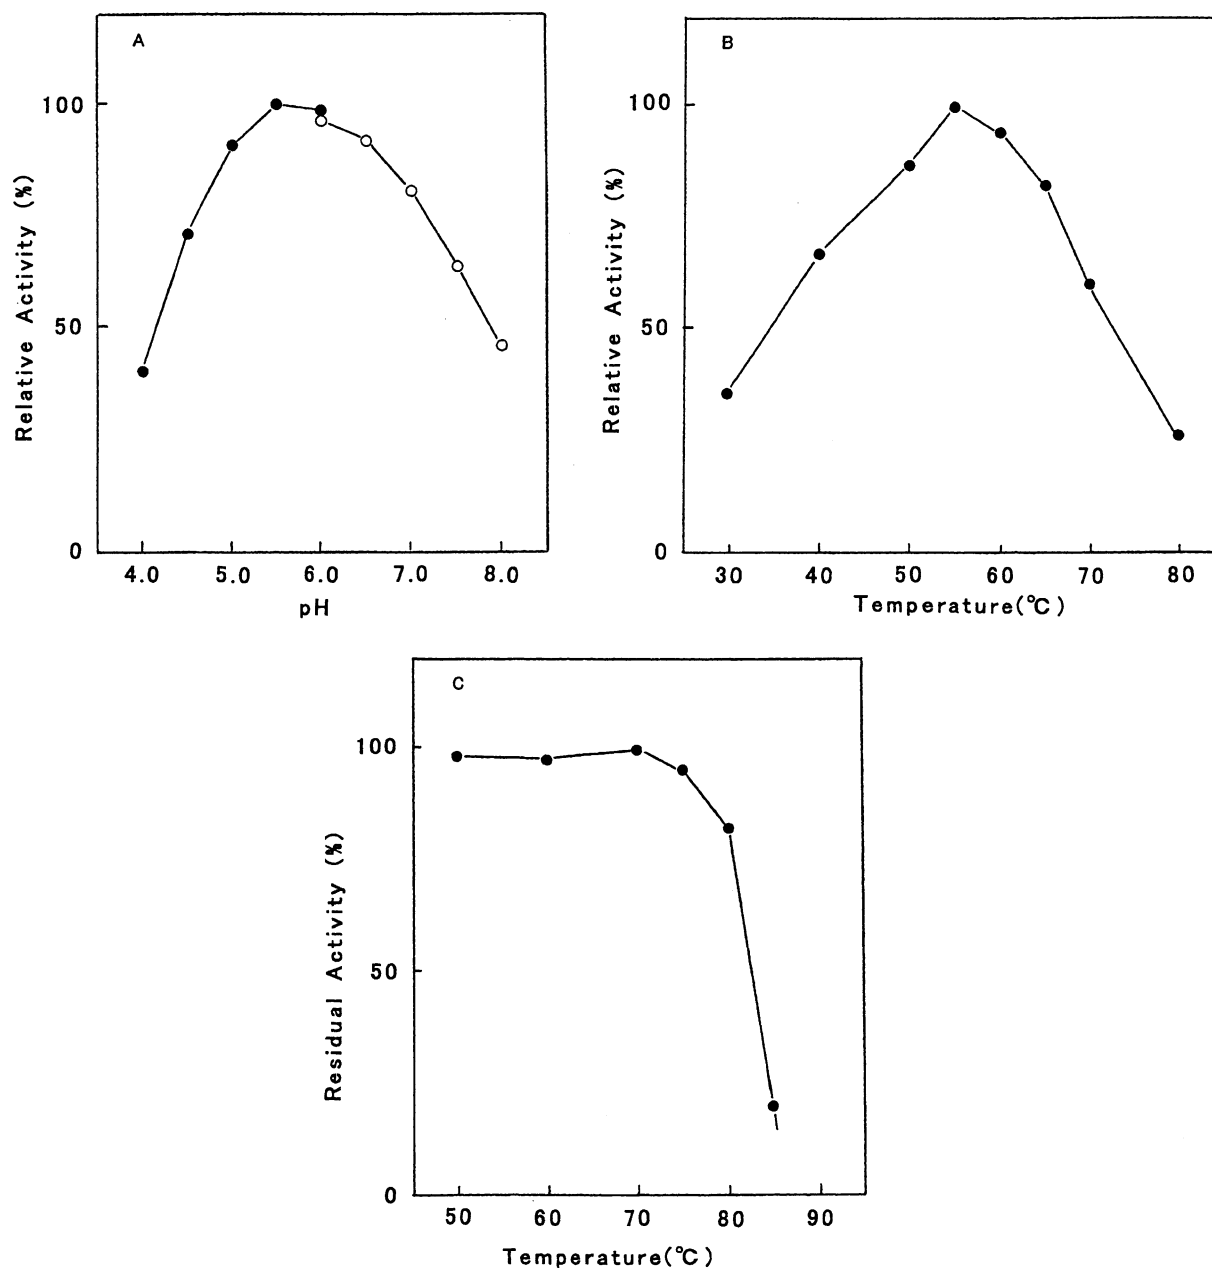 A
100
50
0
Relative Activity (%)
4.0 5.0 6.0 7.0 8.0
pH
B
100
50
0
Relative Activity (%)
30 40 50 60 70 80
Temperature(℃)
C
100
50
0
Residual Activity (%)
50 60 70 80 90
Temperature(℃)